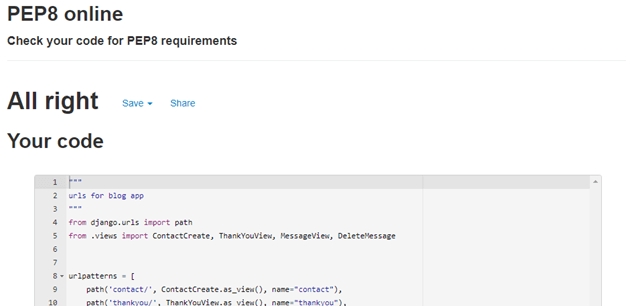 PEP8 online
Check your code for PEP8 requirements
All right Save Share
Your code
1 """
2 urls for blog app
3 """
4 from django.urls import path
5 from .views import ContactCreate, ThankYouView, MessageView, DeleteMessage
6
7
8 urlpatterns = [
9 path('contact/', ContactCreate.as_view(), name="contact"),
10 path('thankyou/', ThankYouView.as_view(), name="thankyou"),